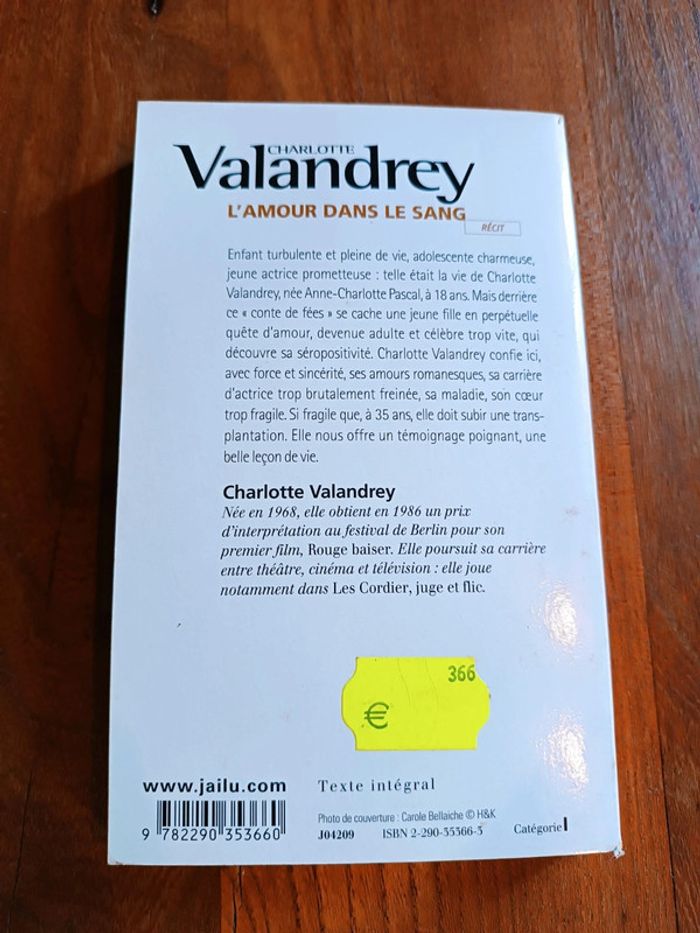 CHARLOTTE
Valandrey
L'AMOUR DANS LE SANG
RÉCIT
Enfant turbulente et pleine de vie, adolescente charmeuse,
jeune actrice prometteuse : telle était la vie de Charlotte
Valandrey, née Anne-Charlotte Pascal, à 18 ans. Mais derrière
ce « conte de fées » se cache une jeune fille en perpétuelle
quête d'amour, devenue adulte et célèbre trop vite, qui
découvre sa séropositivité. Charlotte Valandrey confie ici,
avec force et sincérité, ses amours romanesques, sa carrière
d'actrice trop brutalement freinée, sa maladie, son cœur
trop fragile. Si fragile que, à 35 ans, elle doit subir une trans-
plantation. Elle nous offre un témoignage poignant, une
belle leçon de vie.
Charlotte Valandrey
Née en 1968, elle obtient en 1986 un prix
d'interprétation au festival de Berlin pour son
premier film, Rouge baiser. Elle poursuit sa carrière
entre théâtre, cinéma et télévision : elle joue
notamment dans Les Cordier, juge et flic.
366
€
www.jailu.com
Texte intégral
Photo de couverture : Carole Bellaiche © H&K
9 782290 353660
J04209 ISBN 2-290-35366-3 Catégorie I